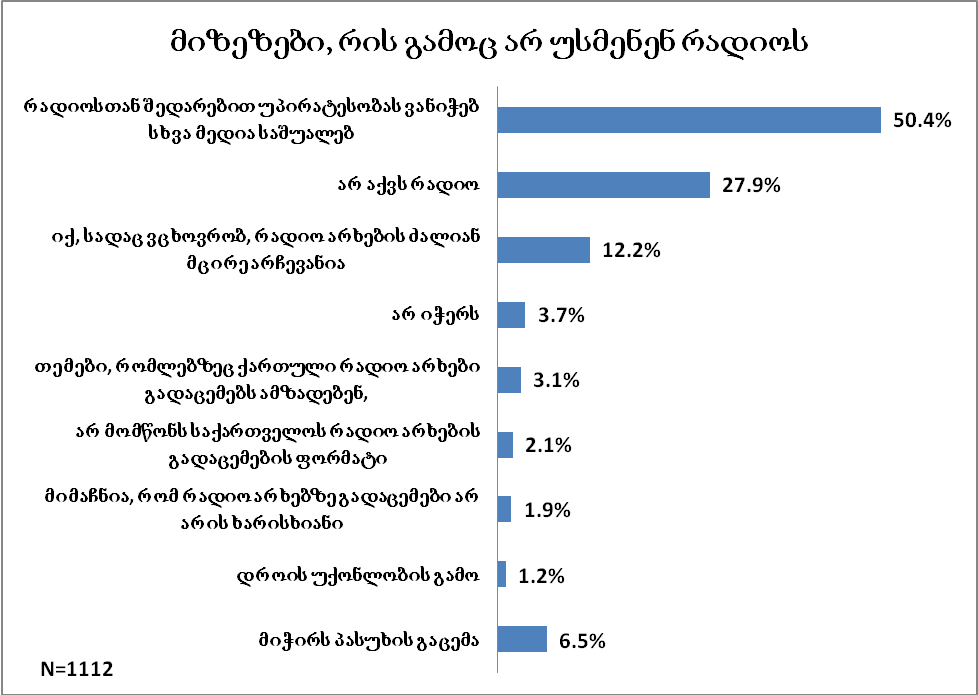 მიზეზები, რის გამოც არ უსმენენ რადიოს
რადიოსთან შედარებით უპირატესობას ვანიჭებ
სხვა მედია საშუალებ
50.4%
არ აქვს რადიო
27.9%
იქ, სადაც ვცხოვრობ, რადიო არხების ძალიან
მცირე არჩევანია
12.2%
არ იჭერს
3.7%
თემები, რომლებზეც ქართული რადიო არხები
გადაცემებს ამზადებენ,
3.1%
არ მომწონს საქართველოს რადიო არხების
გადაცემების ფორმატი
2.1%
მიმაჩნია, რომ რადიო არხებზე გადაცემები არ
არის ხარისხიანი
1.9%
დროის უქონლობის გამო
1.2%
მიჭირს პასუხის გაცემა
6.5%
N=1112